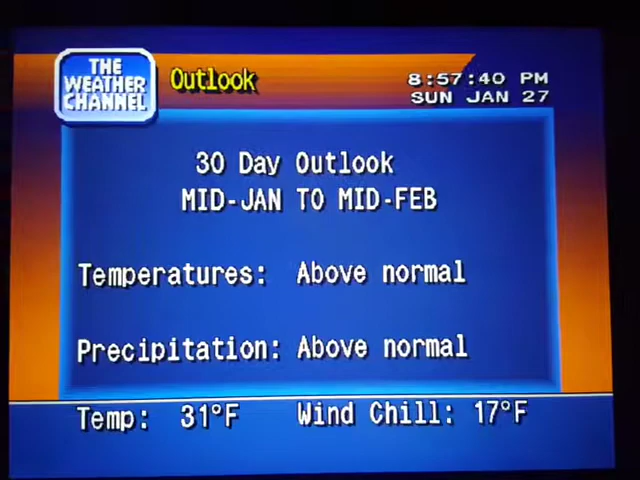 THE
WEATHER
CHANNEL
Outlook
8:57:40 PM
SUN JAN 27
30 Day Outlook
MID-JAN TO MID-FEB
Temperatures: Above normal
Precipitation: Above normal
Temp: 31°F Wind Chill: 17°F